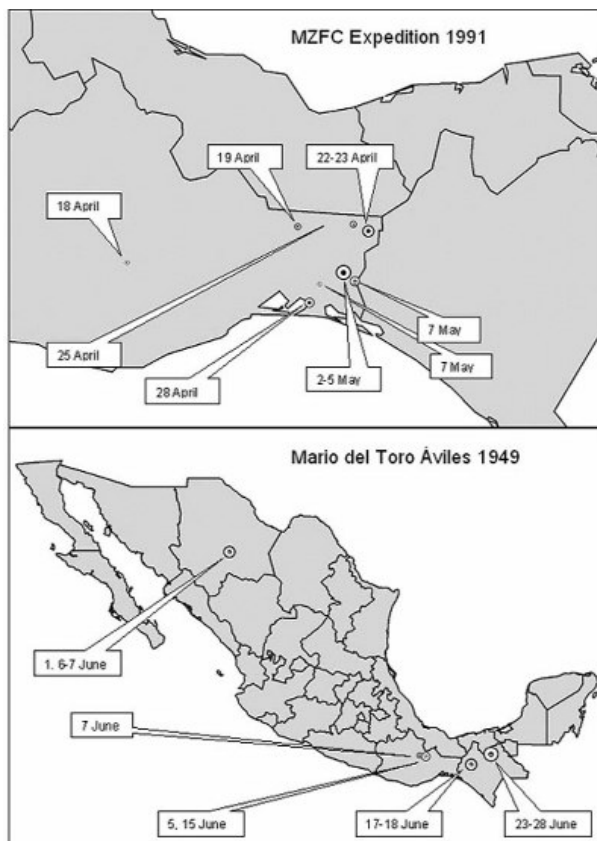 MZFC Expedition 1991
19 April
22-23 April
18 April
25 April
28 April
2-5 May
7 May
7 May
Mario del Toro Áviles 1949
1, 6-7 June
7 June
5, 15 June
17-18 June
23-28 June